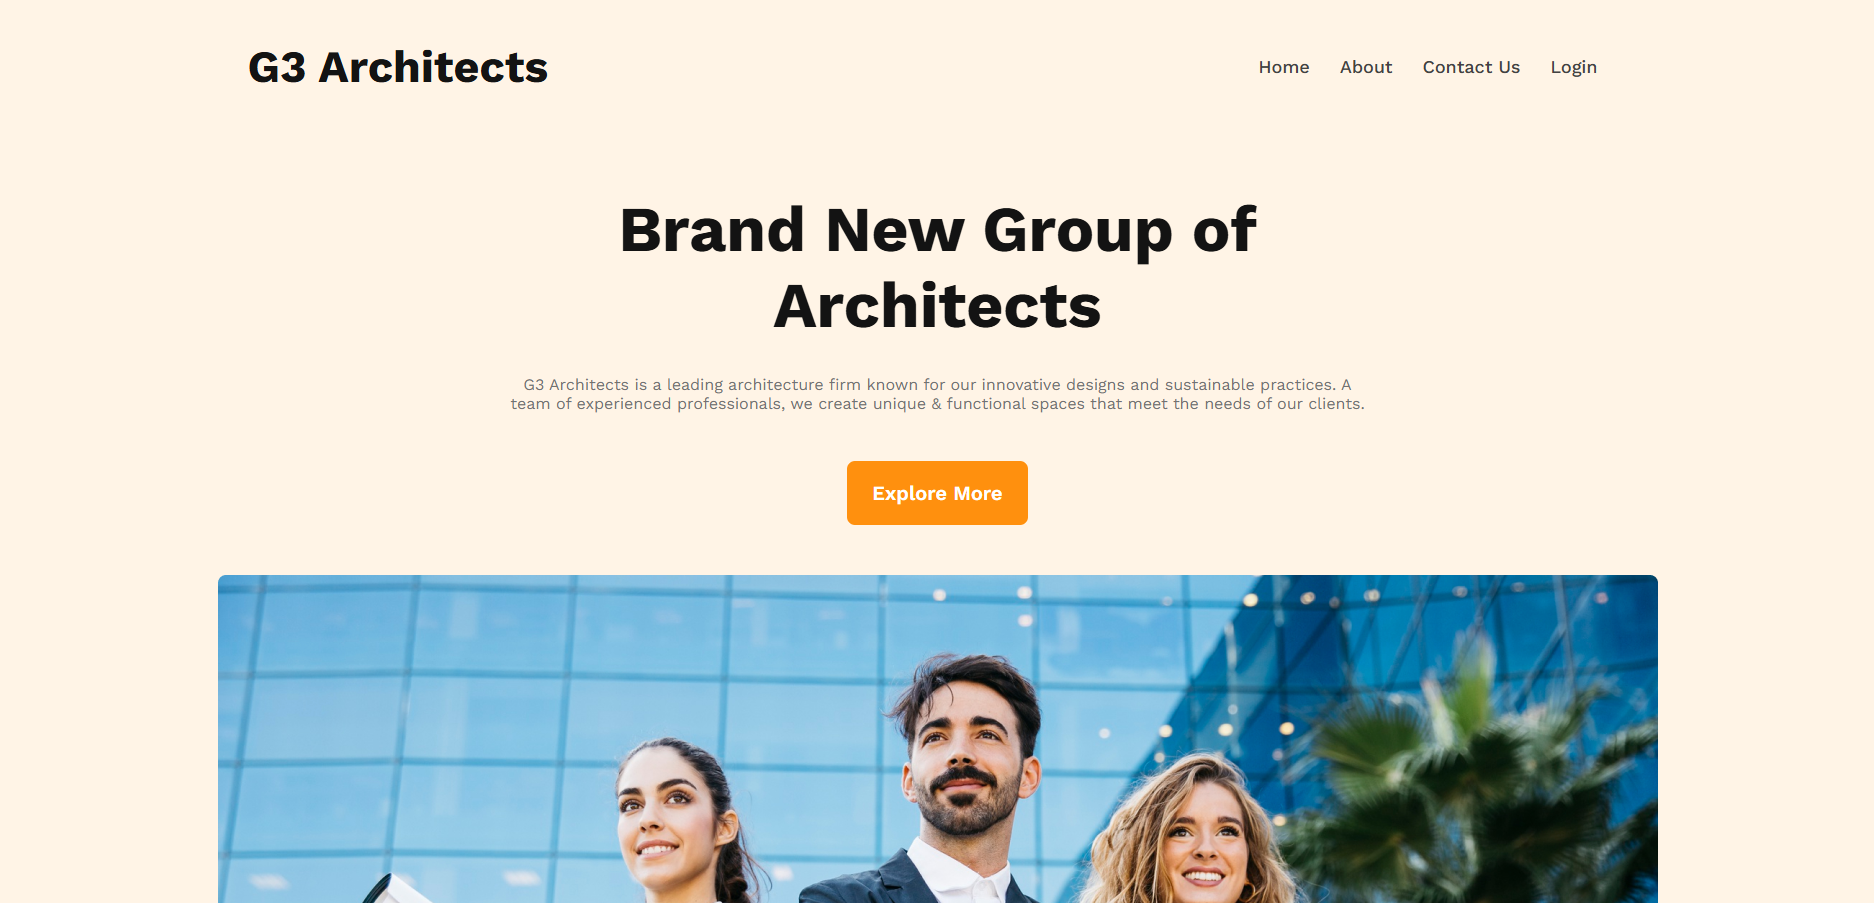 G3 Architects
Home
About
Contact Us
Login
Brand New Group of
Architects
G3 Architects is a leading architecture firm known for our innovative designs and sustainable practices. A
team of experienced professionals, we create unique & functional spaces that meet the needs of our clients.
Explore More